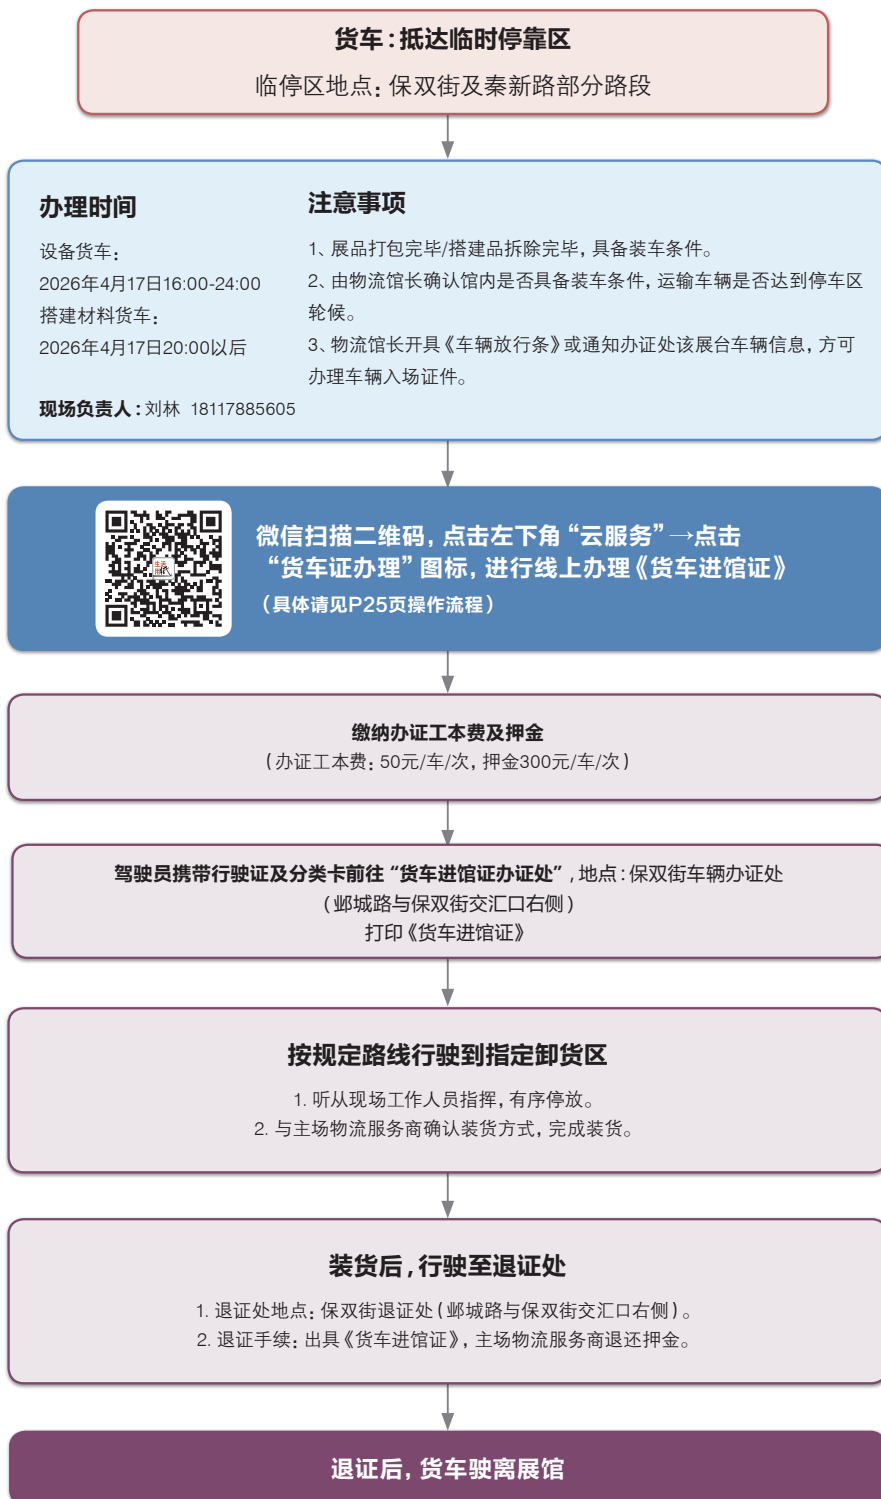 货车：抵达临时停靠区
临停区地点：保双街及秦新路部分路段
办理时间
设备货车：
2026年4月17日16:00-24:00
搭建材料货车：
2026年4月17日20:00以后
现场负责人：刘林 18117885605
注意事项
1、展品打包完毕/搭建品拆除完毕，具备装车条件。
2、由物流馆长确认馆内是否具备装车条件，运输车辆是否达到停车区
轮候。
3、物流馆长开具《车辆放行条》或通知办证处该展台车辆信息，方可
办理车辆入场证件。
微信扫描二维码，点击左下角“云服务”→点击
“货车证办理”图标，进行线上办理《货车进馆证》
（具体请见P25页操作流程）
缴纳办证工本费及押金
（办证工本费：50元/车/次，押金300元/车/次）
驾驶员携带行驶证及分类卡前往“货车进馆证办证处”，地点：保双街车辆办证处
（邺城路与保双街交汇口右侧）
打印《货车进馆证》
按规定路线行驶到指定卸货区
1. 听从现场工作人员指挥，有序停放。
2. 与主场物流服务商确认装货方式，完成装货。
装货后，行驶至退证处
1. 退证处地点：保双街退证处（邺城路与保双街交汇口右侧）。
2. 退证手续：出具《货车进馆证》，主场物流服务商退还押金。
退证后，货车驶离展馆